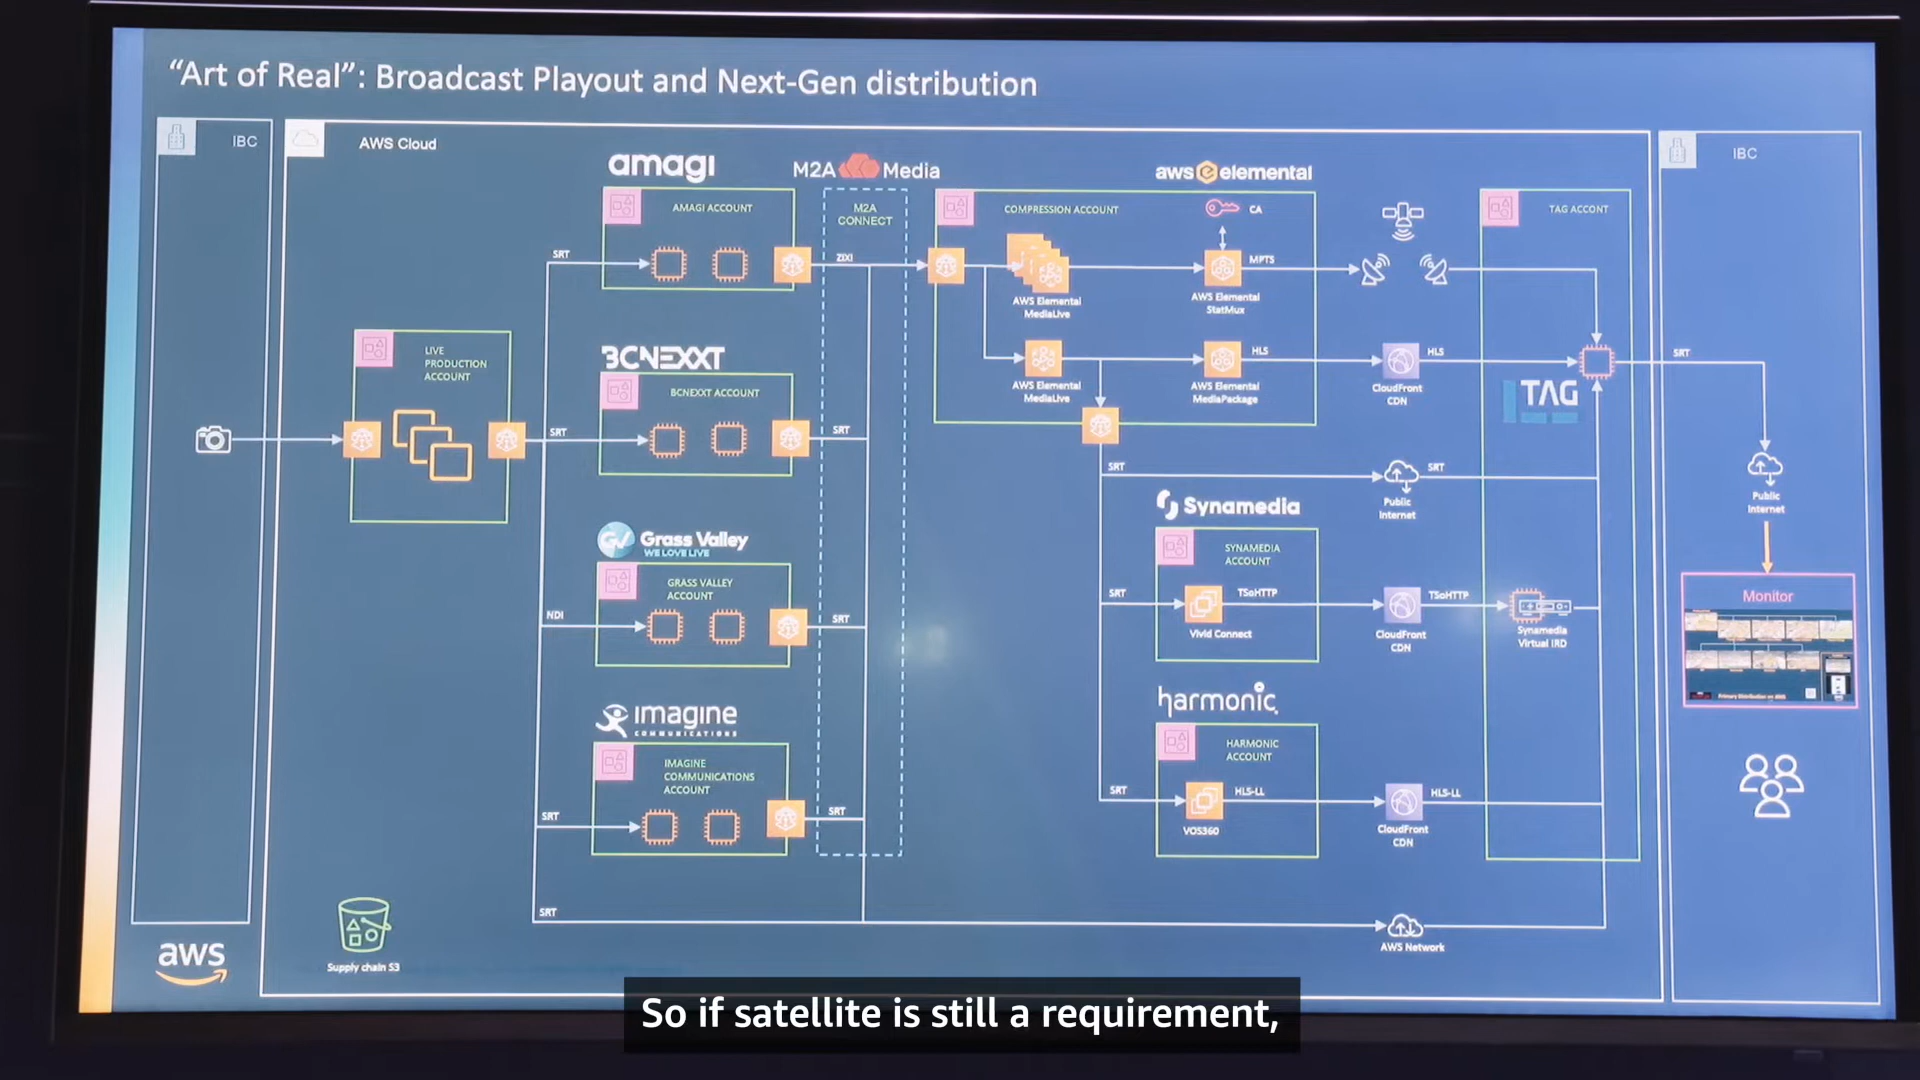 “Art of Real”: Broadcast Playout and Next-Gen distribution
IBC
AWS Cloud
amagi
AMAGI ACCOUNT
M2A Media
M2A
CONNECT
aws elemental
COMPRESSION ACCOUNT
CA
TAG ACCONT
IBC
SRT
ZIXI
AWS Elemental
MediaLive
AWS Elemental
StatMux
MPTS
LIVE
PRODUCTION
ACCOUNT
BCNEXXT
BCNEXXT ACCOUNT
SRT
SRT
AWS Elemental
MediaLive
AWS Elemental
MediaPackage
HLS
CloudFront
CDN
HLS
TAG
SRT
Public
Internet
SRT
SRT
Public
Internet
Grass Valley
WE LOVE LIVE
GRASS VALLEY
ACCOUNT
NDI
SRT
Synamedia
SYNAMEDIA
ACCOUNT
SRT
TSoHTTP
Vivid Connect
CloudFront
CDN
TSoHTTP
Synamedia
Virtual IRD
Monitor
Primary Distribution on AWS
imagine
COMMUNICATIONS
IMAGINE
COMMUNICATIONS
ACCOUNT
SRT
SRT
harmonic
HARMONIC
ACCOUNT
SRT
HLS-LL
VOS360
CloudFront
CDN
HLS-LL
SRT
AWS Network
Supply chain S3
aws
So if satellite is still a requirement,